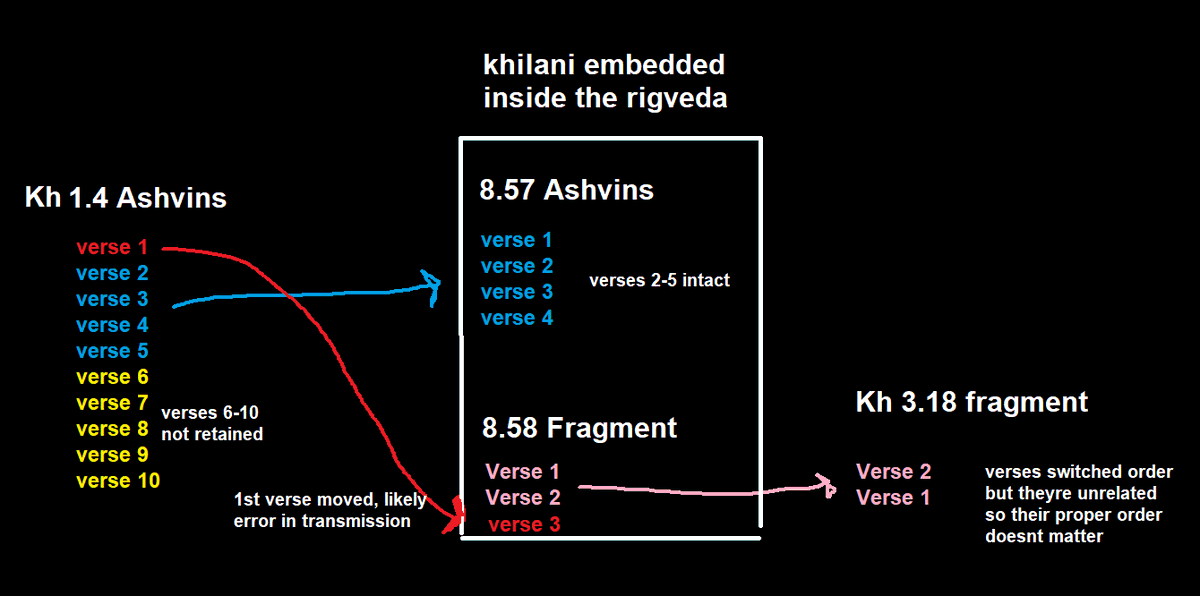 khilani embedded
inside the rigveda
Kh 1.4 Ashvins
verse 1
verse 2
verse 3
verse 4
verse 5
verse 6
verse 7
verse 8
verse 9
verse 10
verses 6-10
not retained
1st verse moved, likely
error in transmission
8.57 Ashvins
verse 1
verse 2
verse 3
verse 4
verses 2-5 intact
8.58 Fragment
Verse 1
Verse 2
verse 3
Kh 3.18 fragment
Verse 2
Verse 1
verses switched order
but theyre unrelated
so their proper order
doesnt matter